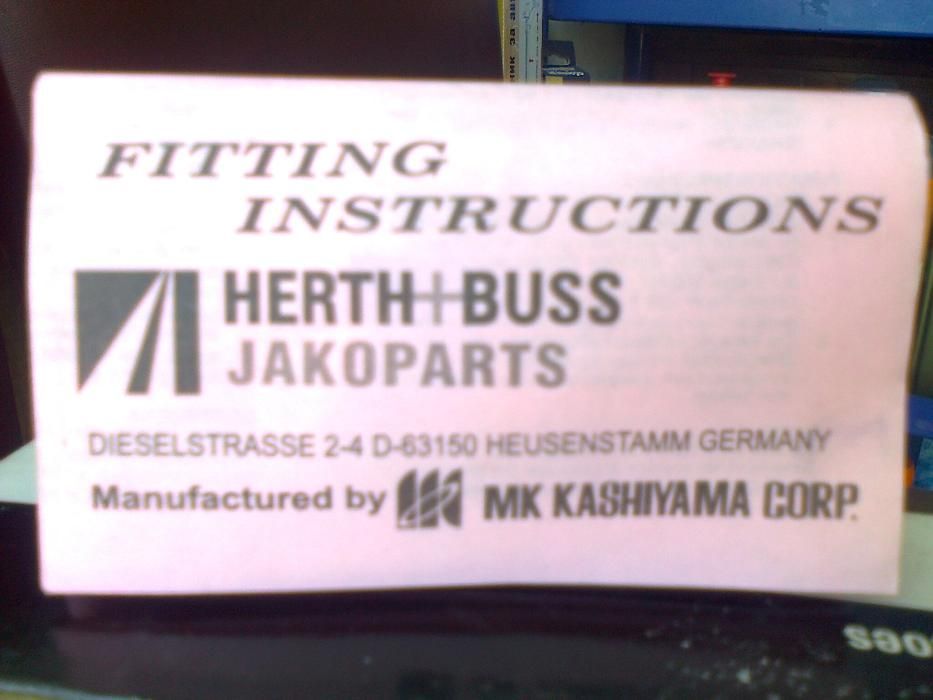 FITTING
INSTRUCTIONS
HERTH+BUSS
JAKOPARTS
DIESELSTRASSE 2-4 D-63150 HEUSENSTAMM GERMANY
Manufactured by MK KASHIYAMA CORP.